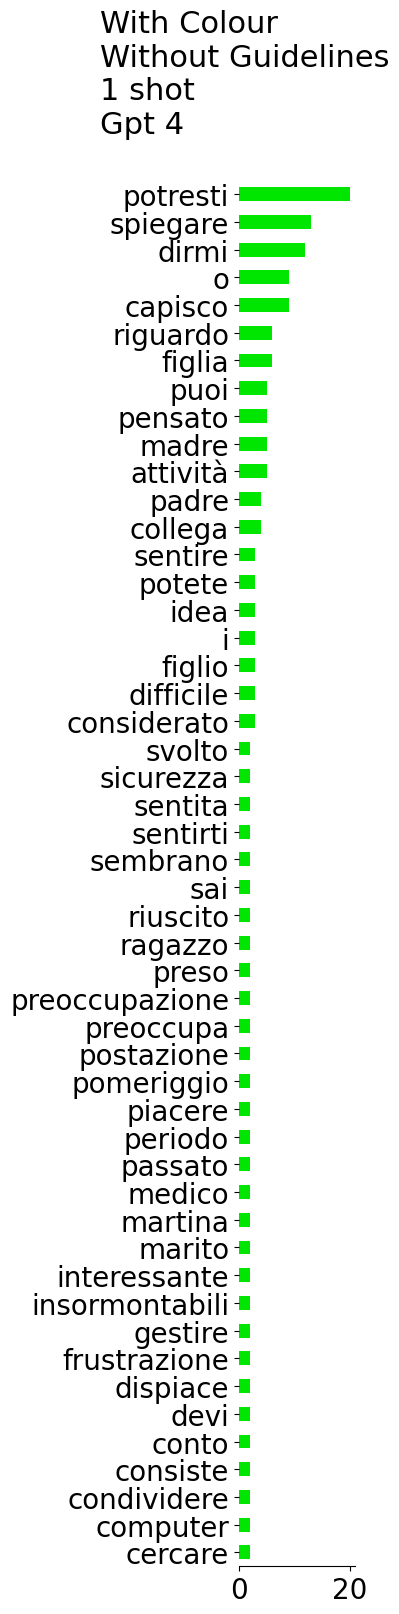 With Colour
Without Guidelines
1 shot
Gpt 4
potresti
spiegare
dirmi
o
capisco
riguardo
figlia
puoi
pensato
madre
attività
padre
collega
sentire
potete
idea
i
figlio
difficile
considerato
svolto
sicurezza
sentita
sentirti
sembrano
sai
riuscito
ragazzo
preso
preoccupazione
preoccupa
postazione
pomeriggio
piacere
periodo
passato
medico
martina
marito
interessante
insormontabili
gestire
frustrazione
dispiace
devi
conto
consiste
condividere
computer
cercare
0 20